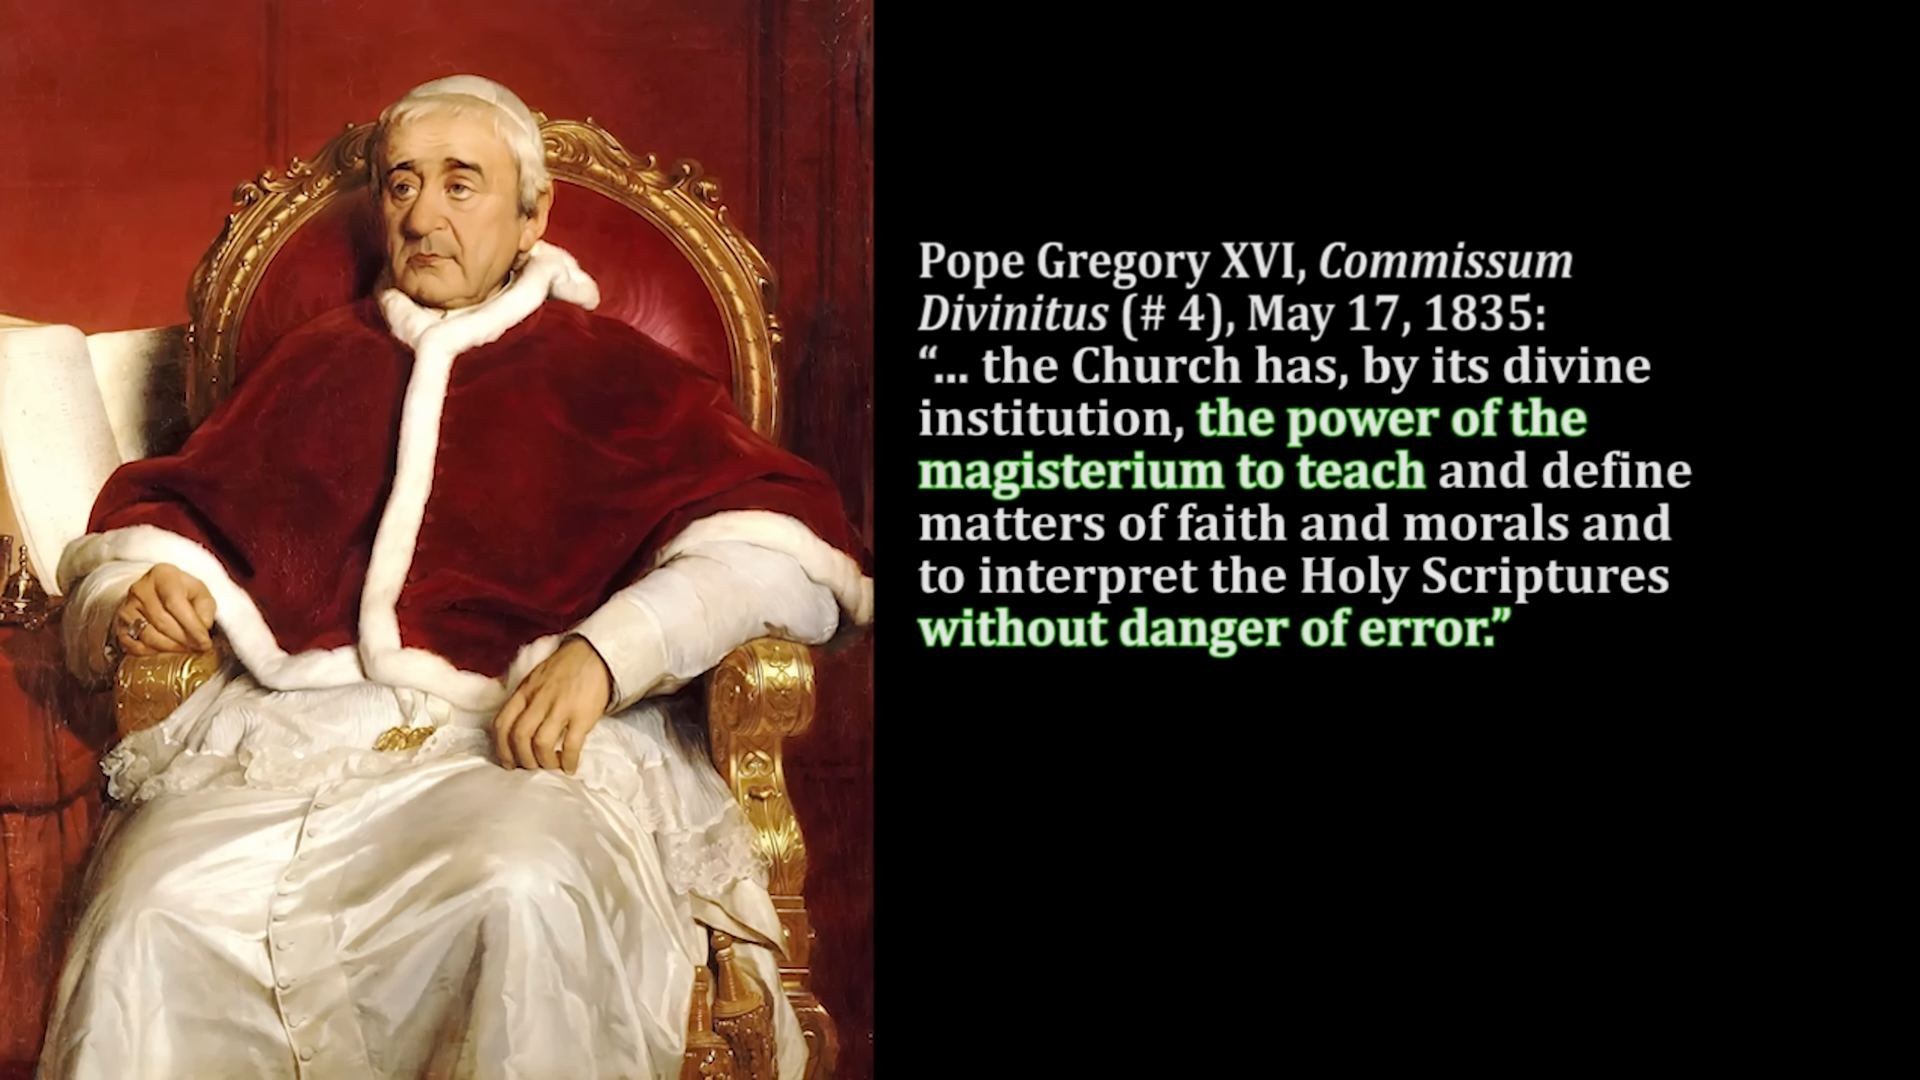 Pope Gregory XVI, Commissum
Divinitus (# 4), May 17, 1835:
“... the Church has, by its divine
institution, the power of the
magisterium to teach and define
matters of faith and morals and
to interpret the Holy Scriptures
without danger of error.”